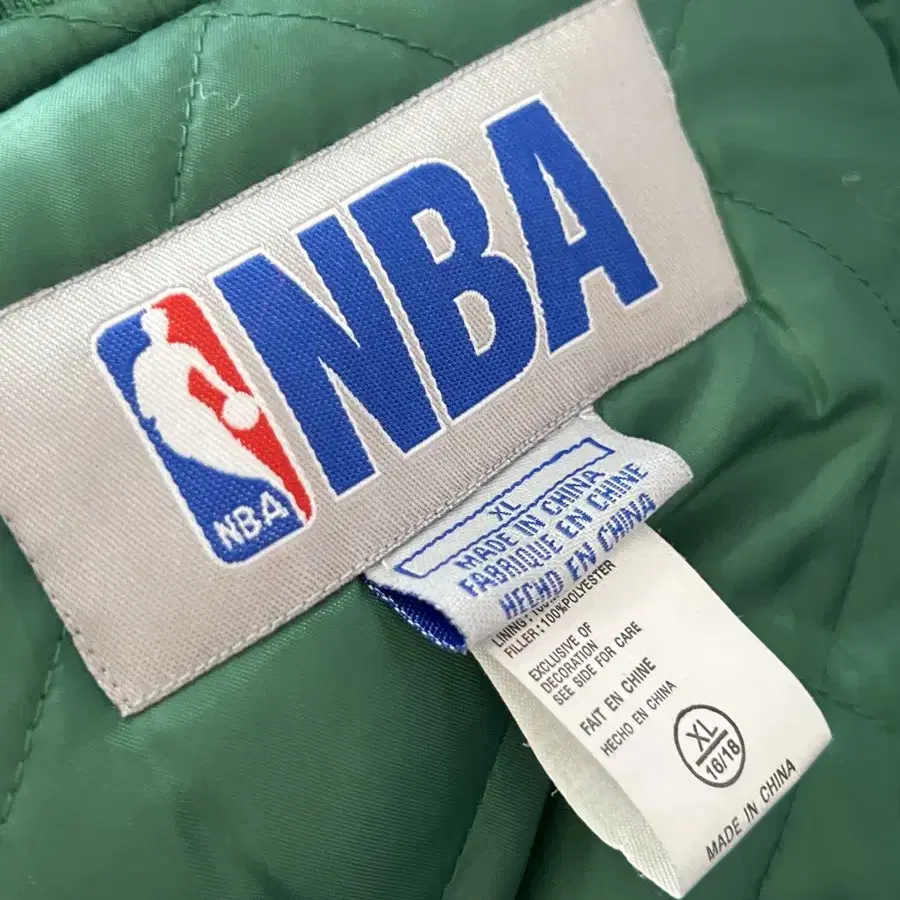 NBA
NBA
XL
MADE IN CHINA
FABRIQUE EN CHINE
HECHO EN CHINA
LINING:
FILLER: 100%POLYESTER
EXCLUSIVE OF
DECORATION
SEE SIDE FOR CARE
FAIT EN CHINE
HECHO EN CHINA
XL
16/18
MADE IN CHINA